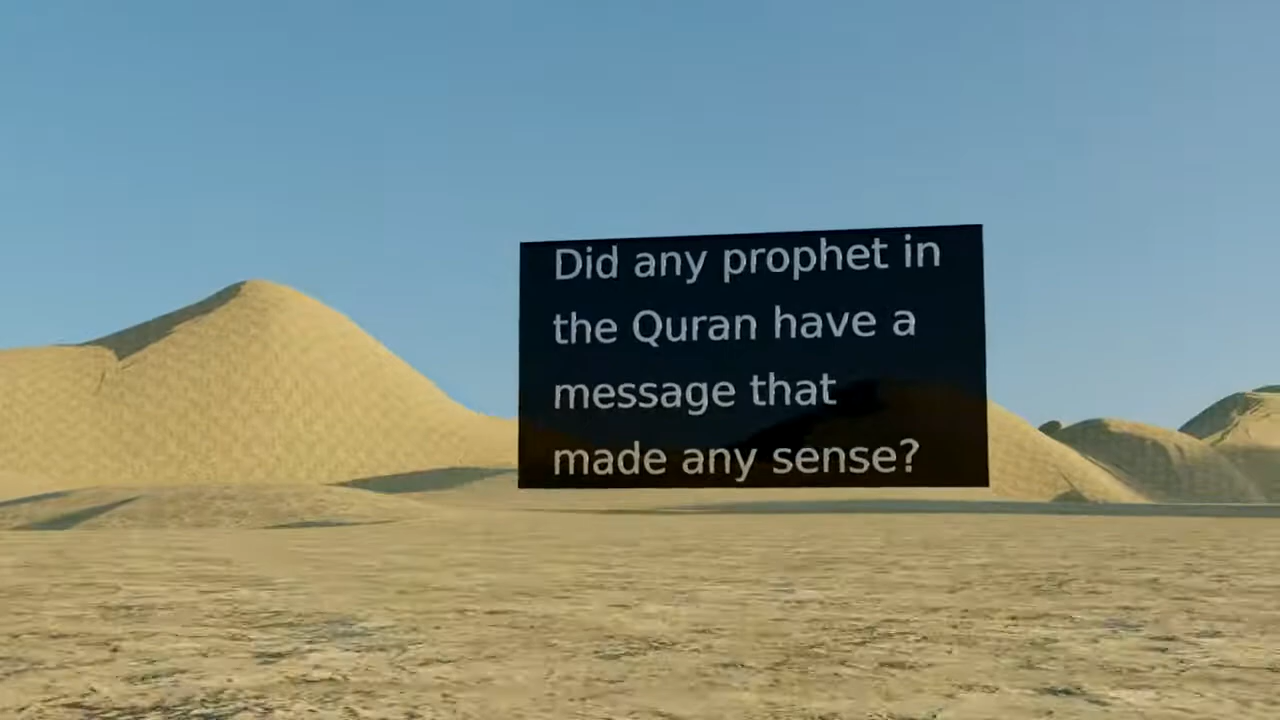 Did any prophet in
the Quran have a
message that
made any sense?